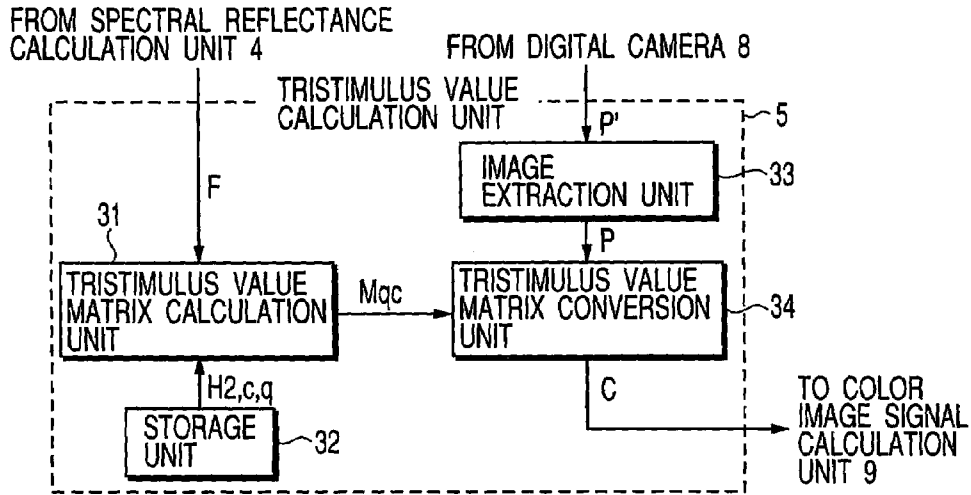 FROM SPECTRAL REFLECTANCE
CALCULATION UNIT 4
FROM DIGITAL CAMERA 8
TRISTIMULUS VALUE
CALCULATION UNIT
5
P'
IMAGE
EXTRACTION UNIT
33
F
P
31
TRISTIMULUS VALUE
MATRIX CALCULATION
UNIT
Mqc
TRISTIMULUS VALUE
MATRIX CONVERSION
UNIT
34
H2,c,q
C
STORAGE
UNIT
32
TO COLOR
IMAGE SIGNAL
CALCULATION
UNIT 9